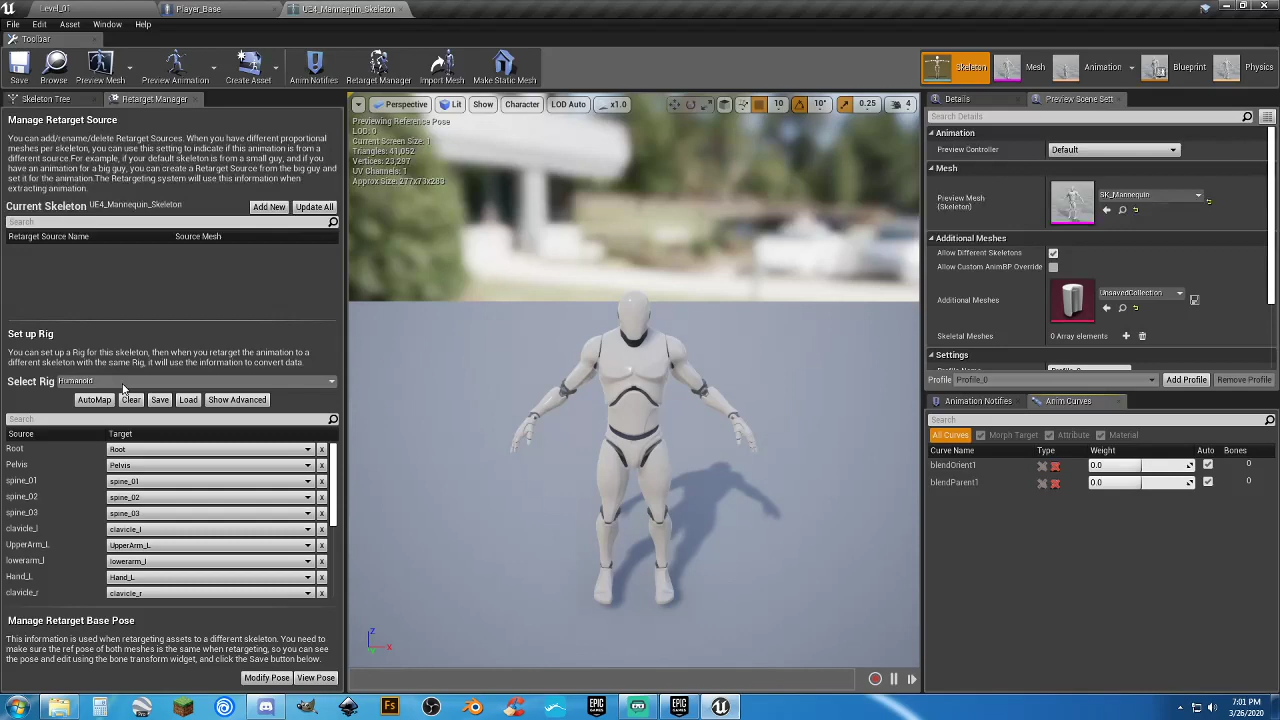 Level_01
Player_Base
UE4_Mannequin_Skeleton
File Edit Asset Window Help
Toolbar
Save Browse Preview Mesh Preview Animation Create Asset Anim Notifies Retarget Manager Import Mesh Make Static Mesh
Skeleton Mesh Animation Blueprint Physics
Skeleton Tree Retarget Manager
Manage Retarget Source
You can add/rename/delete Retarget Sources. When you have different proportional
meshes per skeleton, you can use this setting to indicate if this animation is from a
different source.For example, if your default skeleton is from a small guy, and if you
have an animation for a big guy, you can create a Retarget Source from the big guy and
set it for the animation.The Retargeting system will use this information when
extracting animation.
Current Skeleton UE4_Mannequin_Skeleton Add New Update All
Search
Retarget Source Name Source Mesh
Set up Rig
You can set up a Rig for this skeleton, then when you retarget the animation to a
different skeleton with the same Rig, it will use the information to convert data.
Select Rig Humanoid
AutoMap Clear Save Load Show Advanced
Search
Source Target
Root Root x
Pelvis Pelvis x
spine_01 spine_01 x
spine_02 spine_02 x
spine_03 spine_03 x
clavicle_l clavicle_l x
UpperArm_L UpperArm_L x
lowerarm_l lowerarm_l x
Hand_L Hand_L x
clavicle_r clavicle_r x
Manage Retarget Base Pose
This information is used when retargeting assets to a different skeleton. You need to
make sure the ref pose of both meshes is the same when retargeting, so you can see
the pose and edit using the bone transform widget, and click the Save button below.
Modify Pose View Pose
Perspective Lit Show Character LOD Auto x1.0 10 10° 0.25 4
Previewing Reference Pose
LOD: 0
Current Screen Size: 1
Triangles: 41,052
Vertices: 23,297
UV Channels: 1
Approx Size: 277x73x283
Z
X
Details Preview Scene Sett
Search Details
Animation
Preview Controller Default
Mesh
Preview Mesh
(Skeleton)
SK_Mannequin
Additional Meshes
Allow Different Skeletons
Allow Custom AnimBP Override
Additional Meshes UnsavedCollection
Skeletal Meshes 0 Array elements
Settings
Profile Profile_0 Add Profile Remove Profile
Animation Notifies Anim Curves
Search
All Curves Morph Target Attribute Material
Curve Name Type Weight Auto Bones
blendOrient1 0.0 0
blendParent1 0.0 0
EPIC GAMES
EPIC GAMES
Fs
7:01 PM
3/26/2020